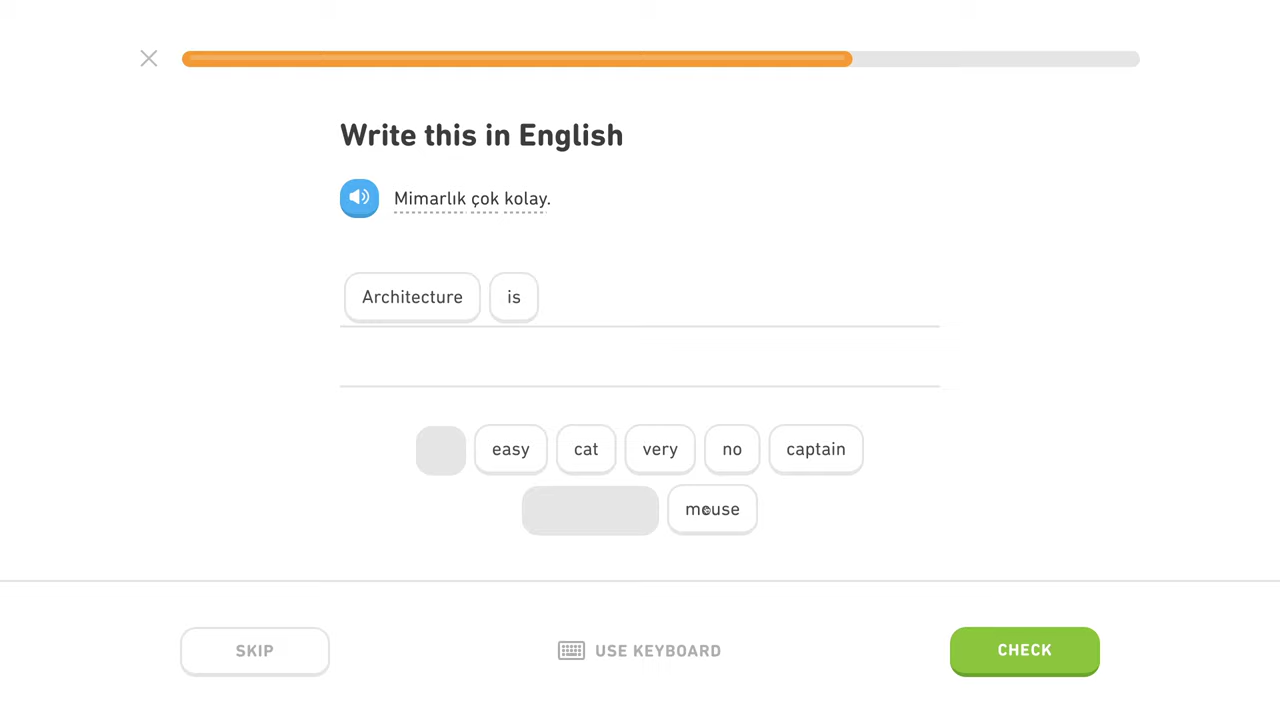 Write this in English
Mimarlık çok kolay.
Architecture is
easy cat very no captain
mouse
SKIP USE KEYBOARD CHECK